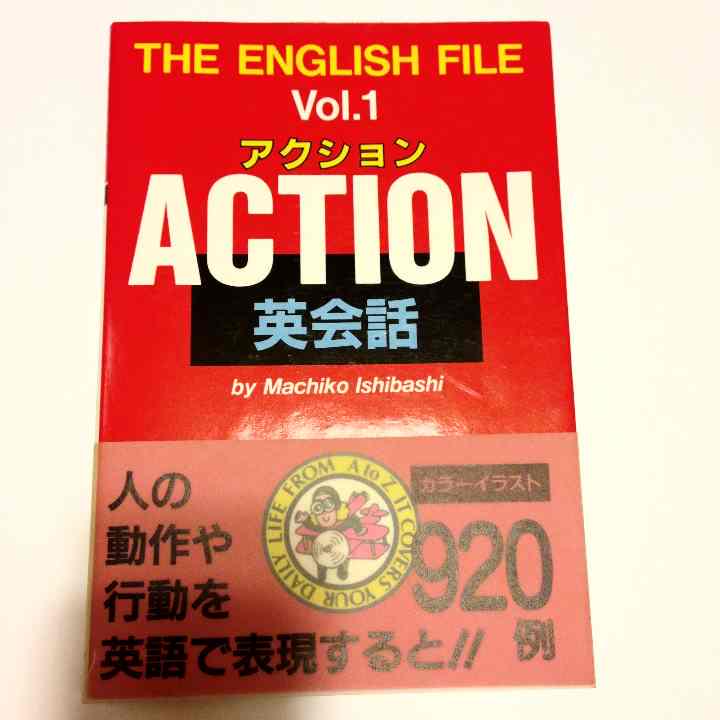 THE ENGLISH FILE
Vol.1
アクション
ACTION
英会話
by Machiko Ishibashi
人の
動作や
行動を
英語で表現すると!!
FROM A to Z IT COVERS YOUR DAILY LIFE
カラーイラスト
920
例